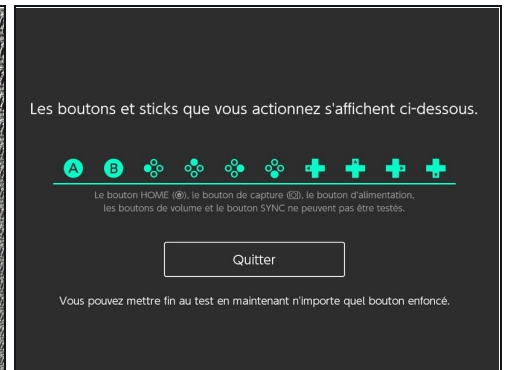 Les boutons et sticks que vous actionnez s'affichent ci-dessous.
A B
Le bouton HOME (), le bouton de capture (), le bouton d'alimentation,
les boutons de volume et le bouton SYNC ne peuvent pas être testés.
Quitter
Vous pouvez mettre fin au test en maintenant n'importe quel bouton enfoncé.